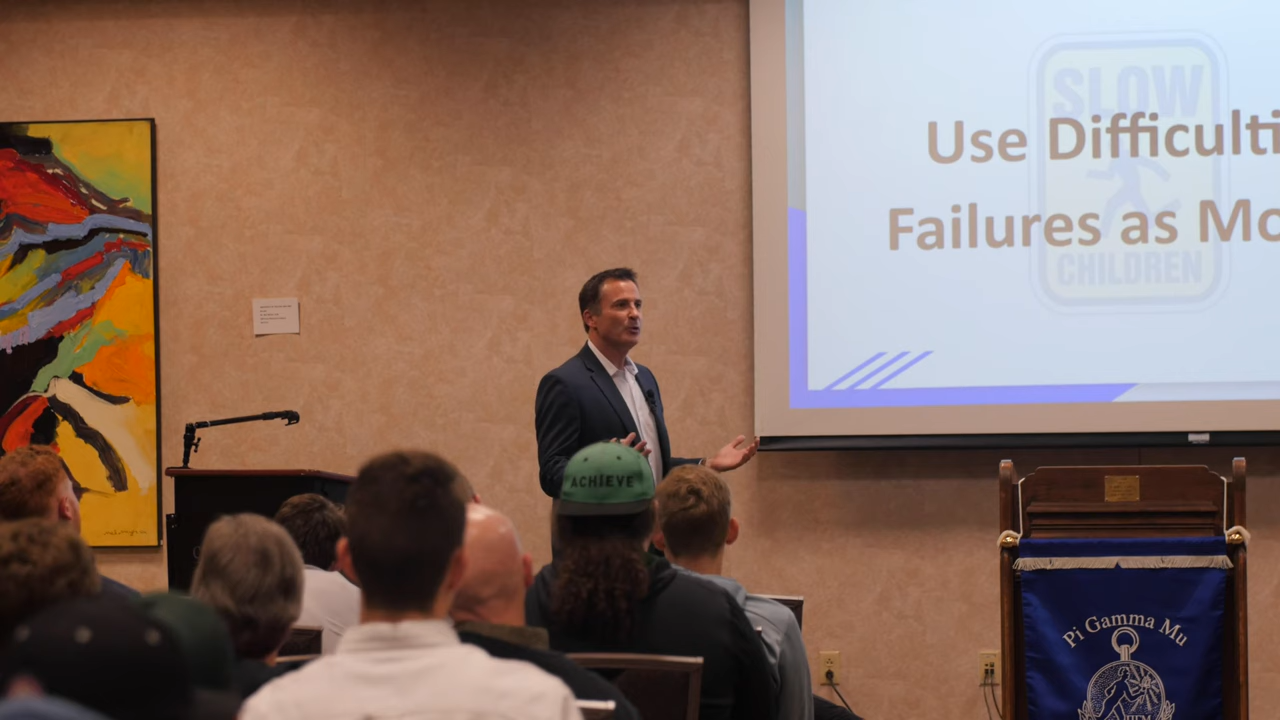 SLOW
Use Difficulti
Failures as Mo
CHILDREN
ACHIEVE
Pi Gamma Mu